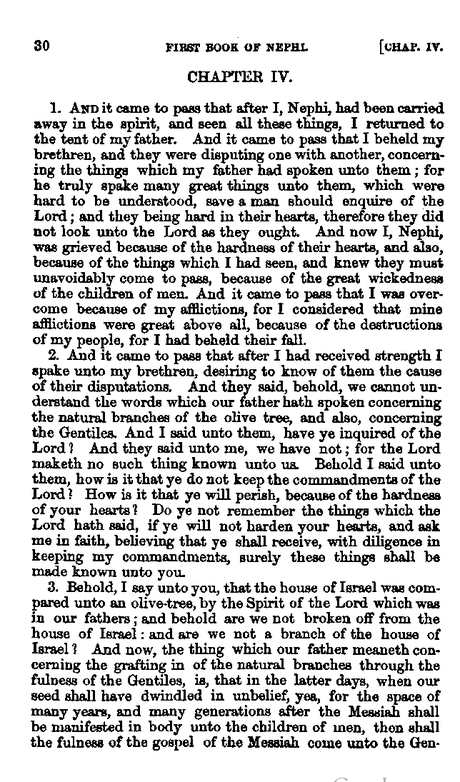 30 FIRST BOOK OF NEPHI. [CHAP. IV.
CHAPTER IV.
1. AND it came to pass that after I, Nephi, had been carried
away in the spirit, and seen all these things, I returned to
the tent of my father. And it came to pass that I beheld my
brethren, and they were disputing one with another, concern-
ing the things which my father had spoken unto them; for
he truly spake many great things unto them, which were
hard to be understood, save a man should enquire of the
Lord; and they being hard in their hearts, therefore they did
not look unto the Lord as they ought. And now I, Nephi,
was grieved because of the hardness of their hearts, and also,
because of the things which I had seen, and knew they must
unavoidably come to pass, because of the great wickedness
of the children of men. And it came to pass that I was over-
come because of my afflictions, for I considered that mine
afflictions were great above all, because of the destructions
of my people, for I had beheld their fall.
2. And it came to pass that after I had received strength I
spake unto my brethren, desiring to know of them the cause
of their disputations. And they said, behold, we cannot un-
derstand the words which our father hath spoken concerning
the natural branches of the olive tree, and also, concerning
the Gentiles. And I said unto them, have ye inquired of the
Lord? And they said unto me, we have not; for the Lord
maketh no such thing known unto us. Behold I said unto
them, how is it that ye do not keep the commandments of the
Lord? How is it that ye will perish, because of the hardness
of your hearts? Do ye not remember the things which the
Lord hath said, if ye will not harden your hearts, and ask
me in faith, believing that ye shall receive, with diligence in
keeping my commandments, surely these things shall be
made known unto you.
3. Behold, I say unto you, that the house of Israel was com-
pared unto an olive-tree, by the Spirit of the Lord which was
in our fathers; and behold are we not broken off from the
house of Israel: and are we not a branch of the house of
Israel? And now, the thing which our father meaneth con-
cerning the grafting in of the natural branches through the
fulness of the Gentiles, is, that in the latter days, when our
seed shall have dwindled in unbelief, yea, for the space of
many years, and many generations after the Messiah shall
be manifested in body unto the children of men, then shall
the fulness of the gospel of the Messiah come unto the Gen-